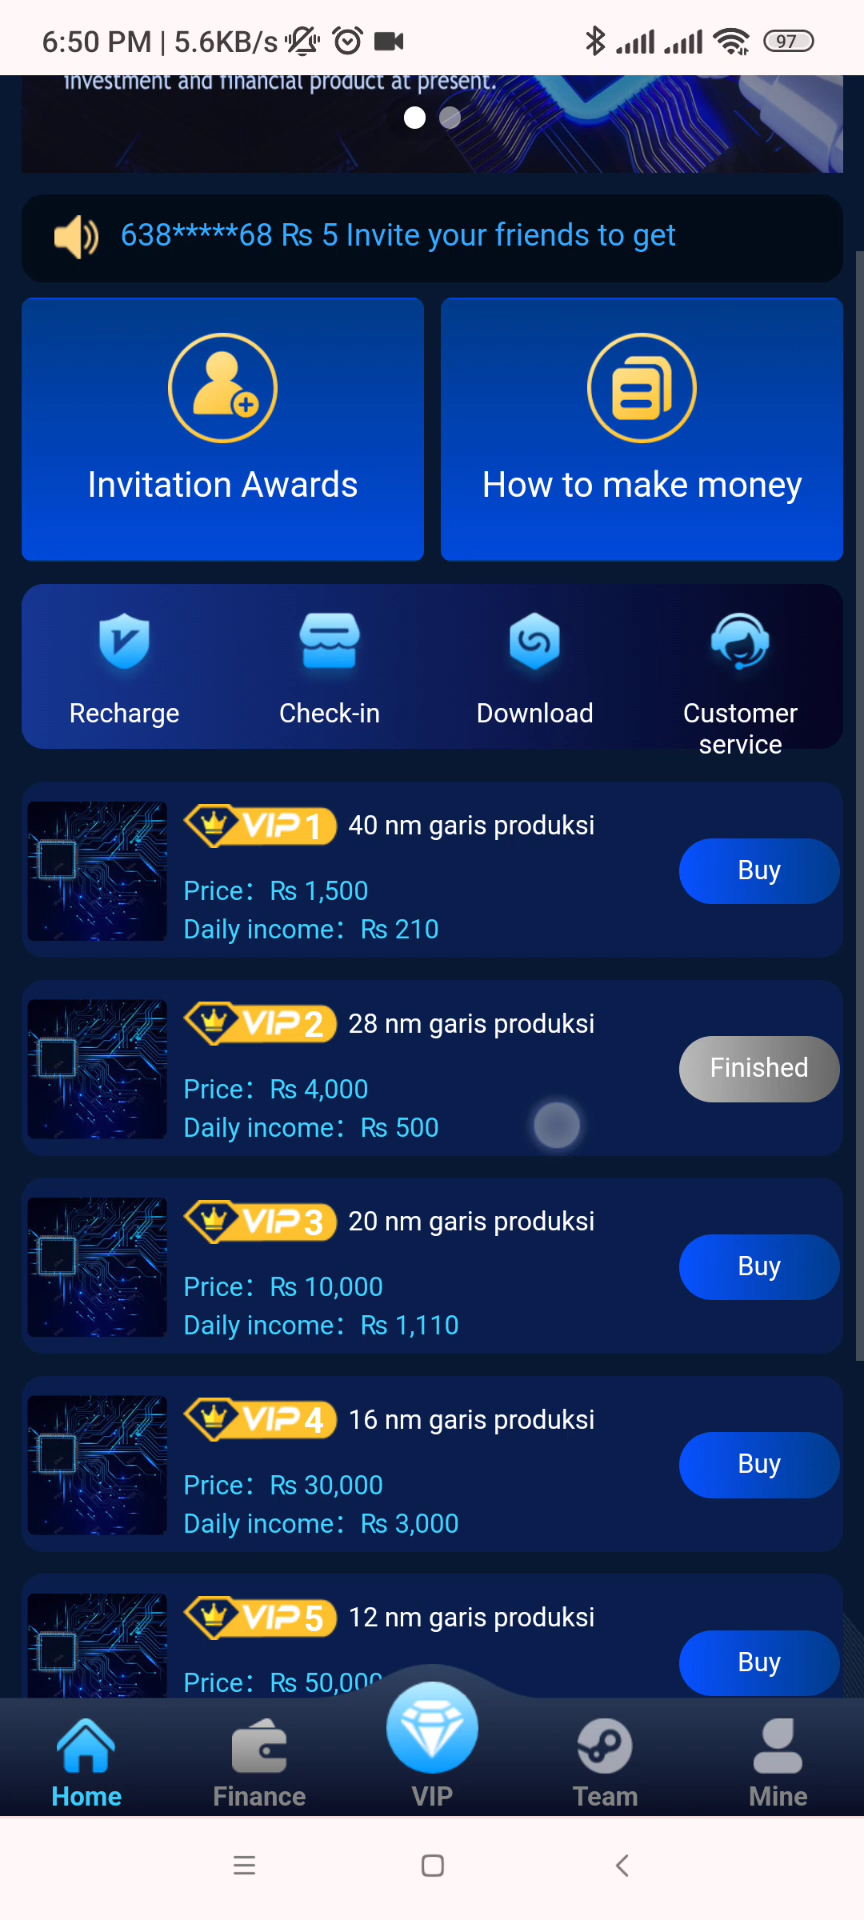 6:50 PM | 5.6KB/s
97
investment and financial product at present.
638*****68 Rs 5 Invite your friends to get
Invitation Awards
How to make money
Recharge
Check-in
Download
Customer service
VIP 1 40 nm garis produksi
Price：Rs 1,500
Daily income：Rs 210
Buy
VIP 2 28 nm garis produksi
Price：Rs 4,000
Daily income：Rs 500
Finished
VIP 3 20 nm garis produksi
Price：Rs 10,000
Daily income：Rs 1,110
Buy
VIP 4 16 nm garis produksi
Price：Rs 30,000
Daily income：Rs 3,000
Buy
VIP 5 12 nm garis produksi
Price：Rs 50,000
Buy
Home
Finance
VIP
Team
Mine